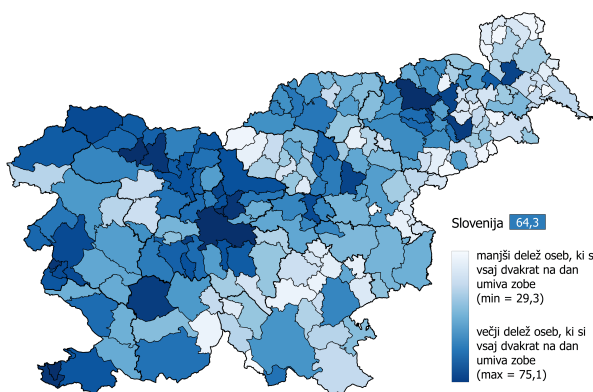 Slovenija 64,3
manjši delež oseb, ki si
vsaj dvakrat na dan
umiva zobe
(min = 29,3)
večji delež oseb, ki si
vsaj dvakrat na dan
umiva zobe
(max = 75,1)